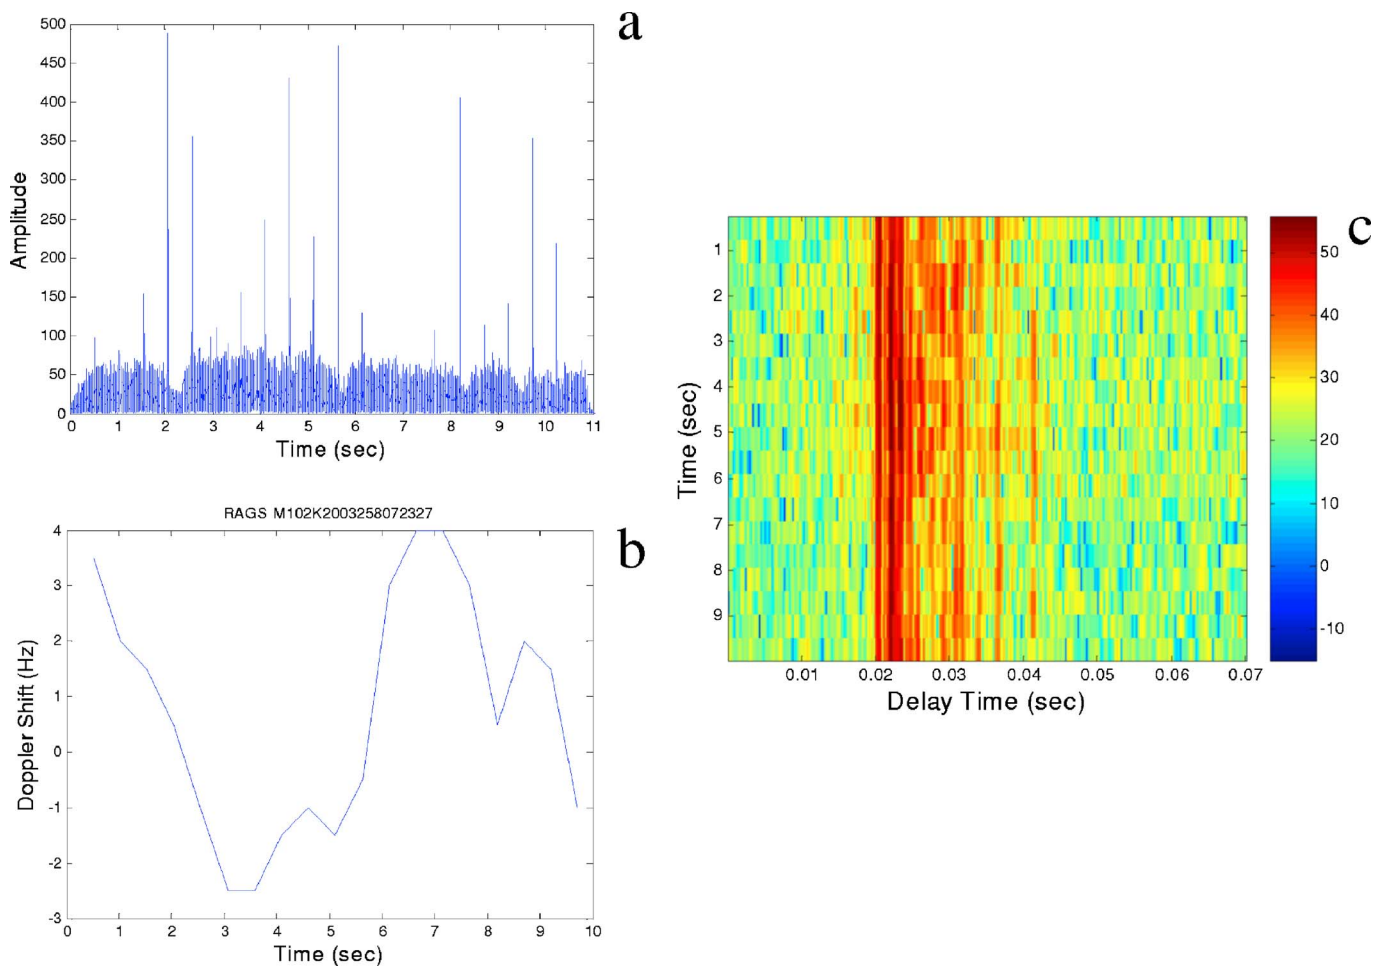 a
500
450
400
350
300
250
200
150
100
50
0
Amplitude
0 1 2 3 4 5 6 7 8 9 10 11
Time (sec)
RAGS M102K2003258072327
b
4
3
2
1
0
-1
-2
-3
Doppler Shift (Hz)
0 1 2 3 4 5 6 7 8 9 10
Time (sec)
c
1
2
3
4
5
6
7
8
9
Time (sec)
0.01 0.02 0.03 0.04 0.05 0.06 0.07
Delay Time (sec)
50
40
30
20
10
0
-10